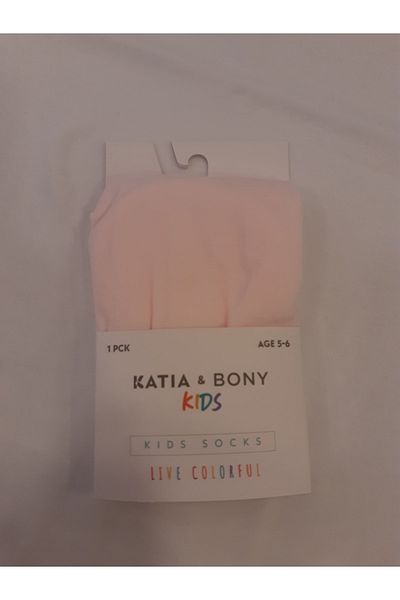 1 PCK AGE 5-6
KATIA & BONY
KIDS
KIDS SOCKS
LIVE COLORFUL